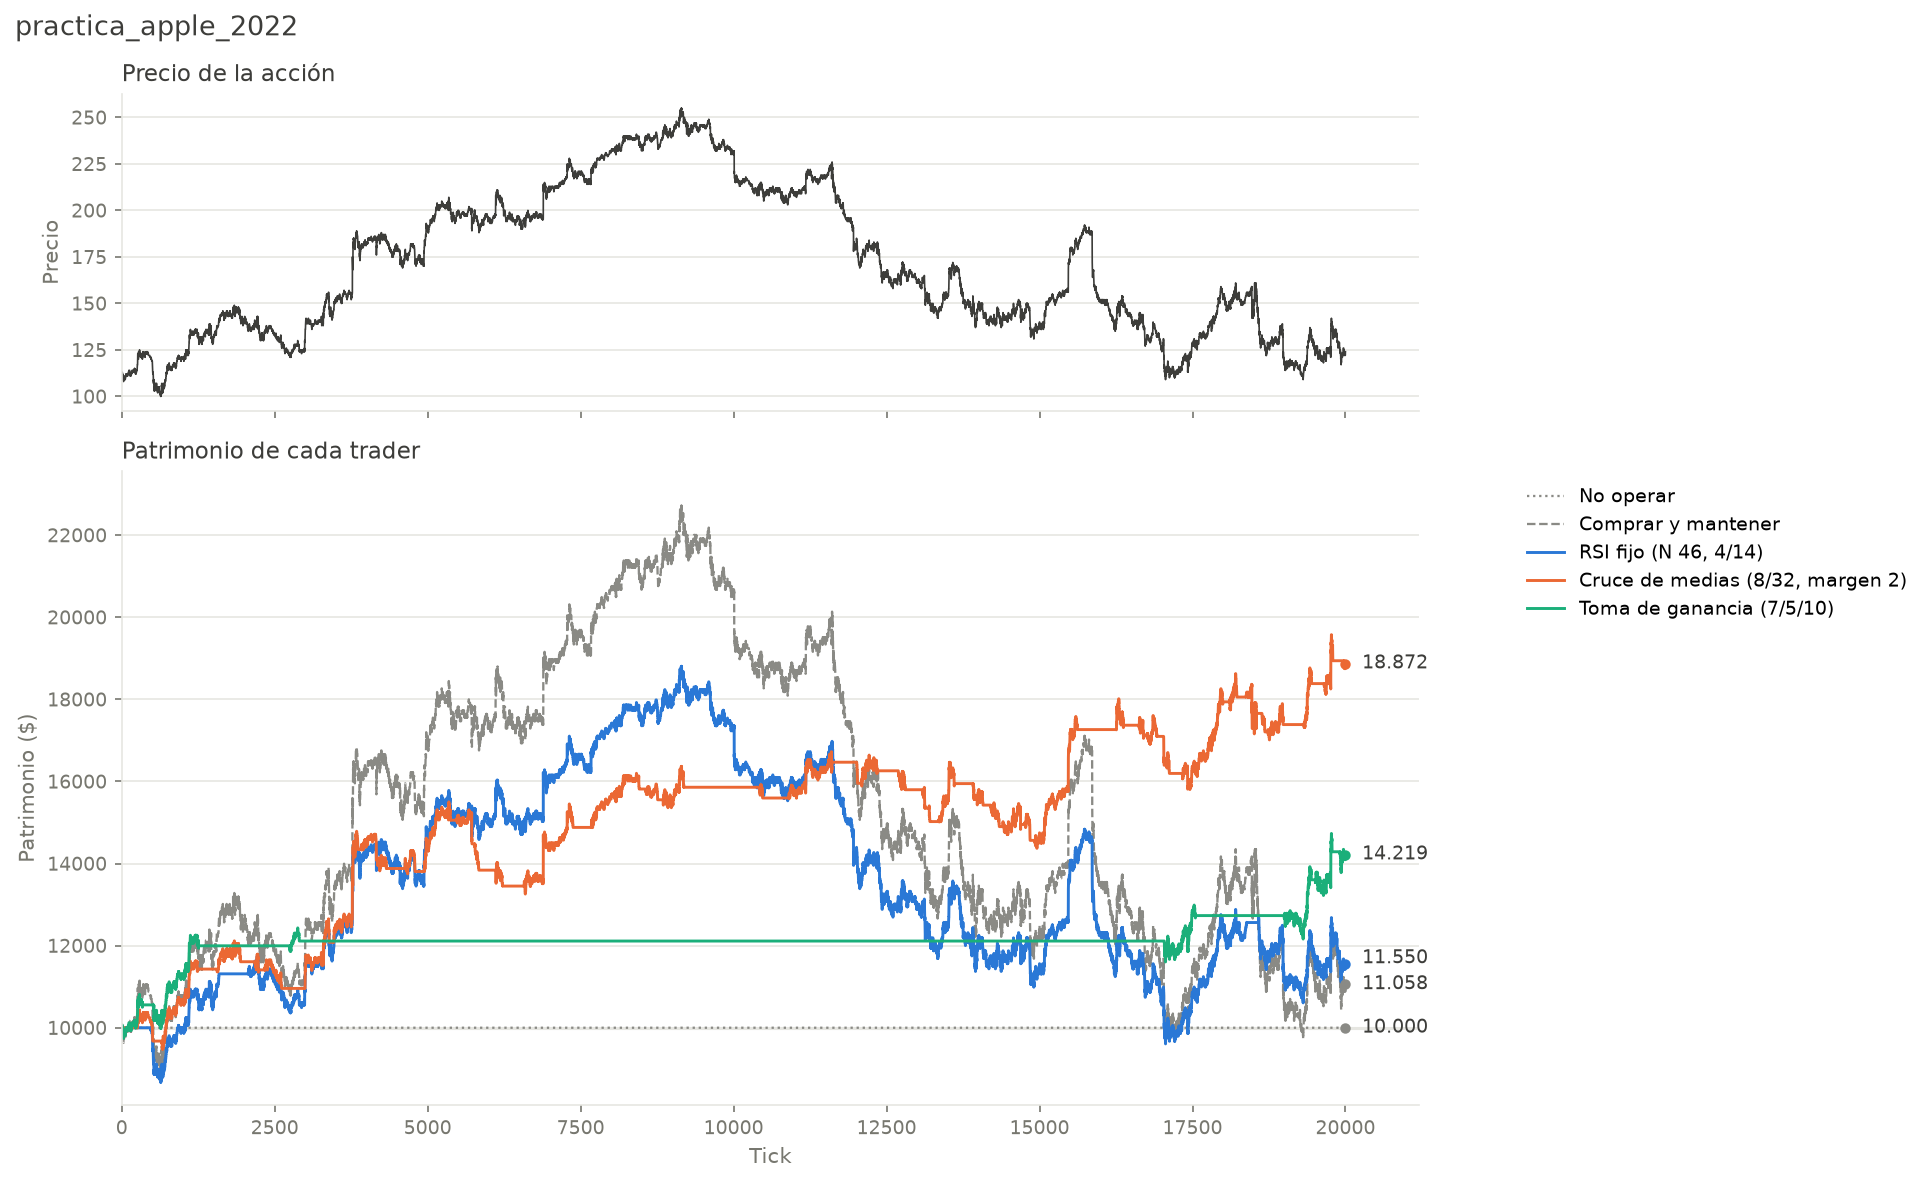 practica_apple_2022
Precio de la acción
Precio
250
225
200
175
150
125
100
Patrimonio de cada trader
Patrimonio ($)
22000
20000
18000
16000
14000
12000
10000
0
2500
5000
7500
10000
12500
15000
17500
20000
Tick
18.872
14.219
11.550
11.058
10.000
No operar
Comprar y mantener
RSI fijo (N 46, 4/14)
Cruce de medias (8/32, margen 2)
Toma de ganancia (7/5/10)